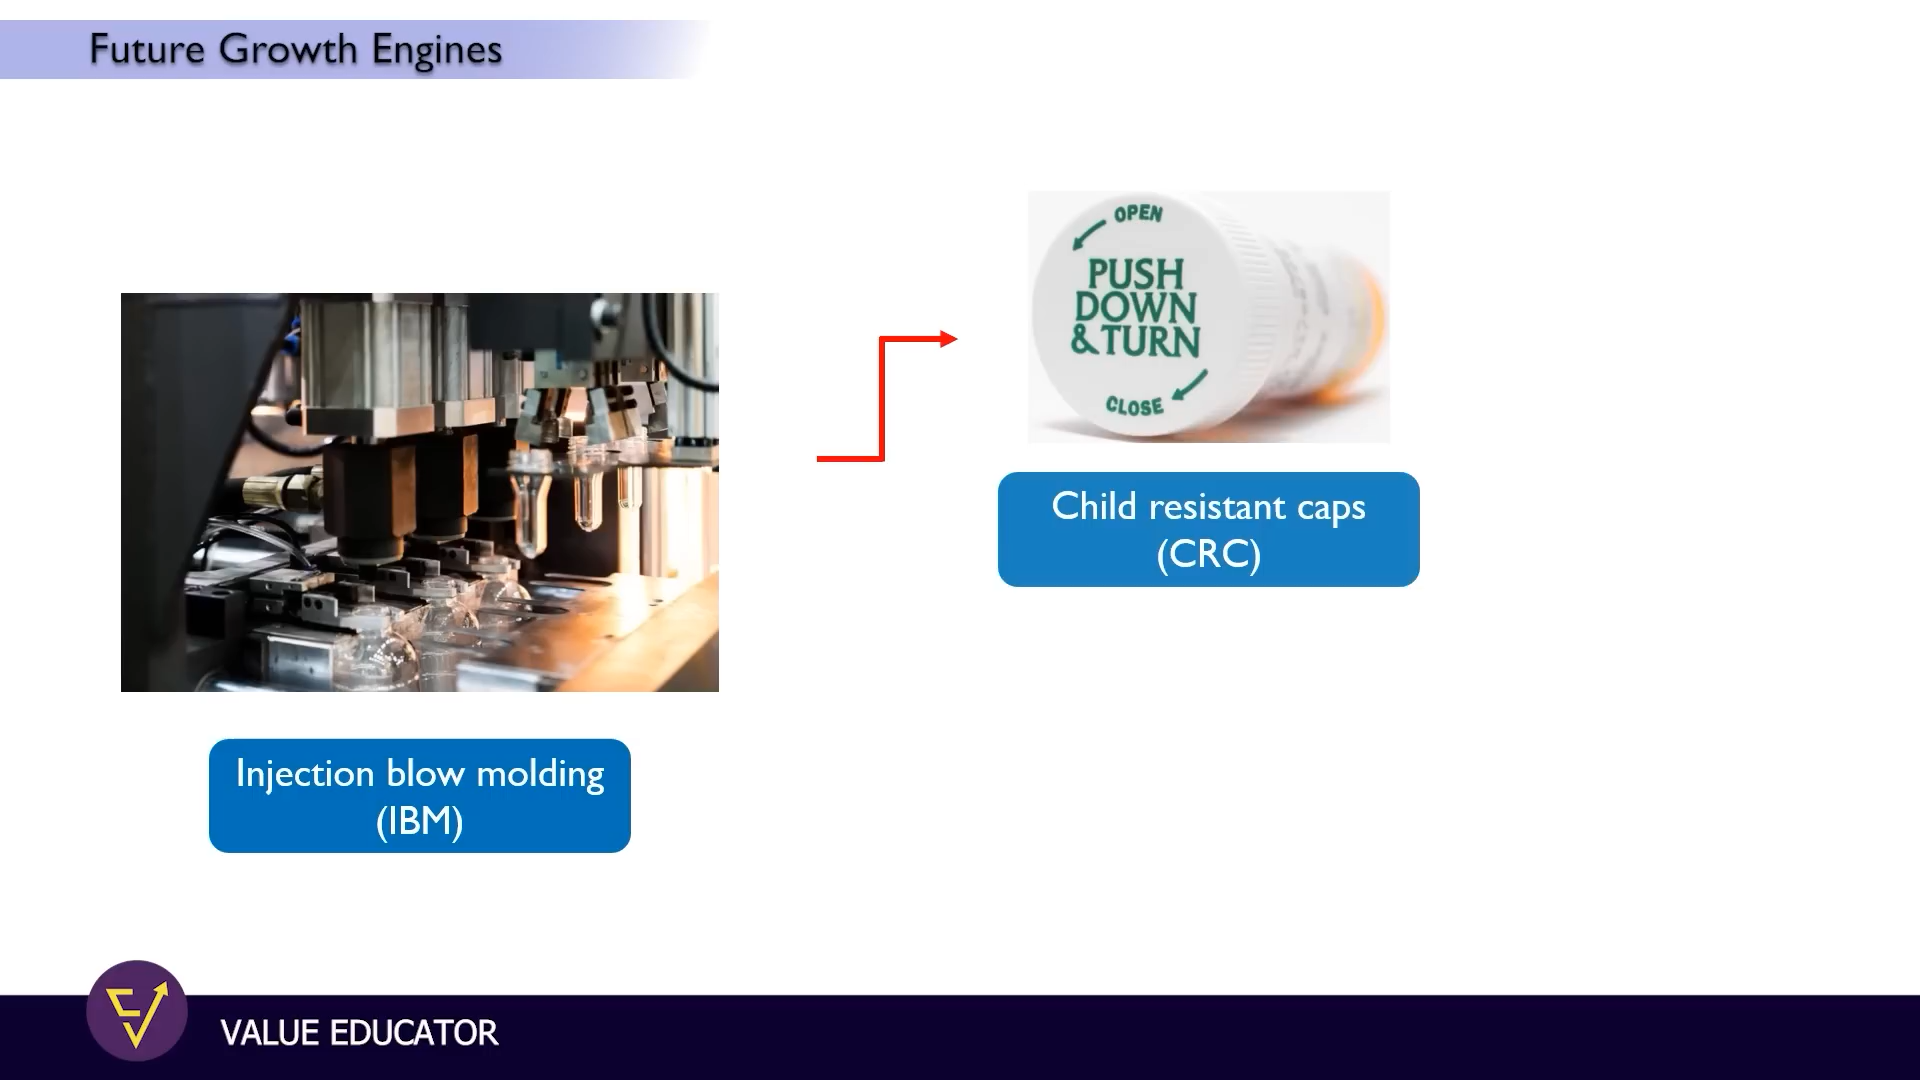 Future Growth Engines
OPEN
PUSH
DOWN
& TURN
CLOSE
Child resistant caps
(CRC)
Injection blow molding
(IBM)
VALUE EDUCATOR